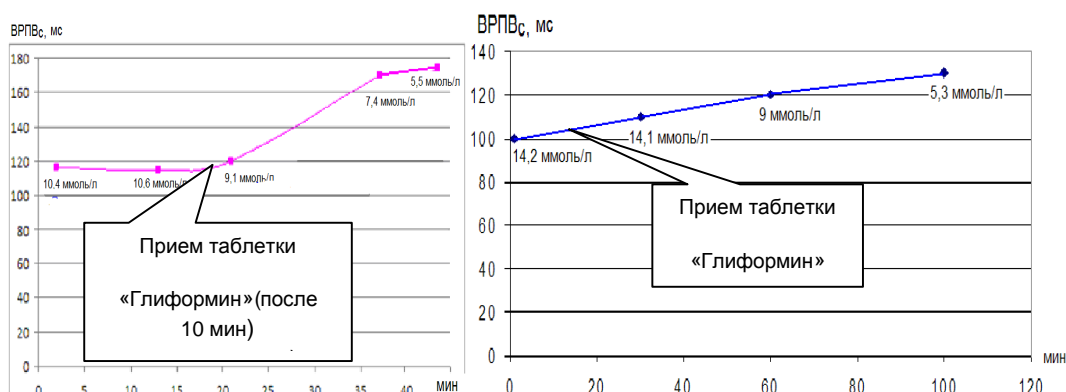 ВРПВс, мс
180
160
140
120
100
80
60
40
20
0
0 5 10 15 20 25 30 35 40 мин
10,4 ммоль/л
10,6 ммоль/л
9,1 ммоль/л
7,4 ммоль/л
5,5 ммоль/л
Прием таблетки
«Глиформин»(после
10 мин)
ВРПВс, мс
140
120
100
80
60
40
20
0
0 20 40 60 80 100 120 мин
14,2 ммоль/л
14,1 ммоль/л
9 ммоль/л
5,3 ммоль/л
Прием таблетки
«Глиформин»